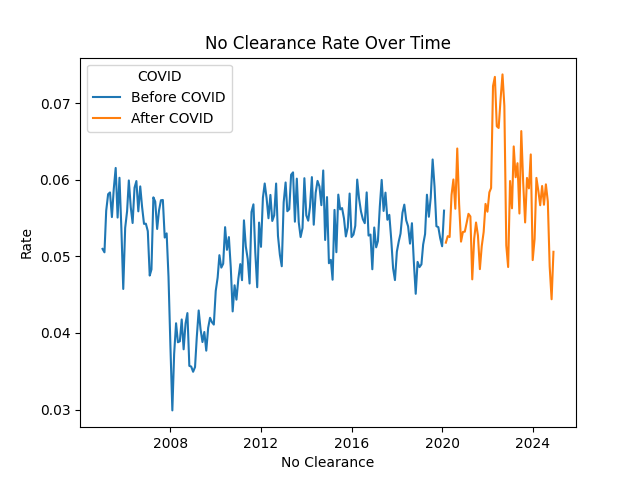 No Clearance Rate Over Time
COVID
Before COVID
After COVID
0.07
0.06
0.05
0.04
0.03
Rate
2008 2012 2016 2020 2024
No Clearance